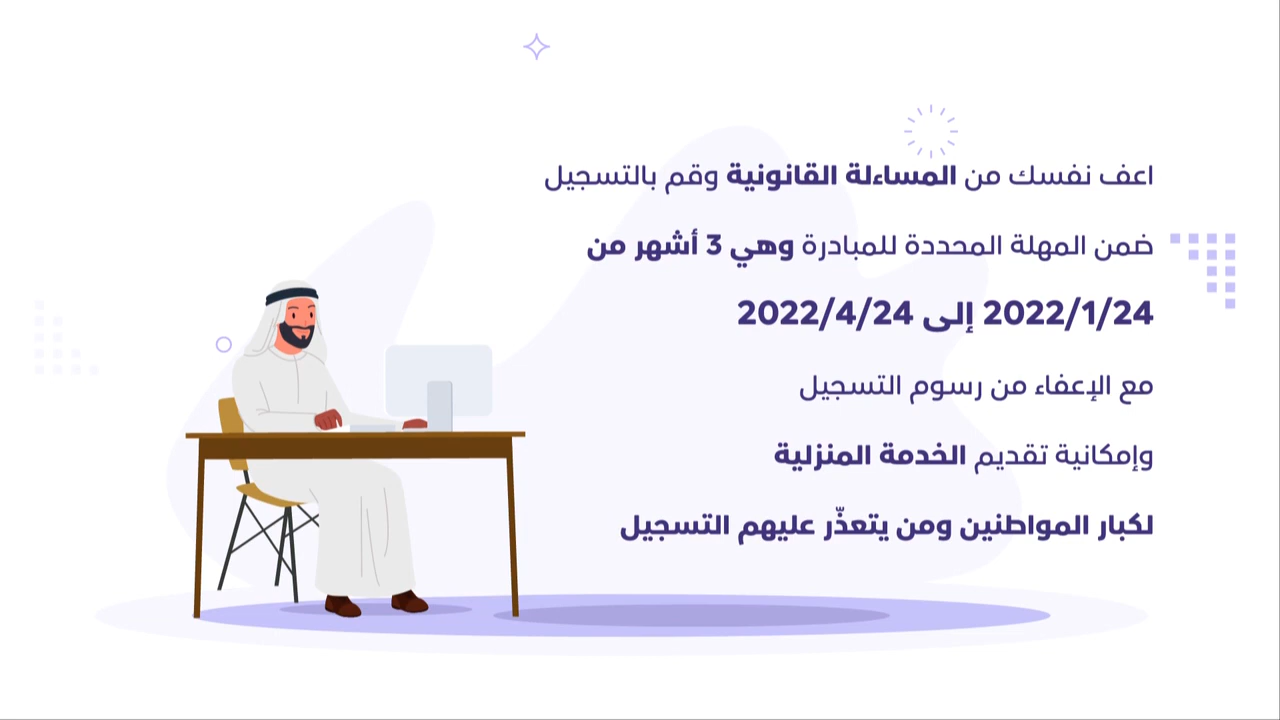 اعف نفسك من المساءلة القانونية وقم بالتسجيل
ضمن المهلة المحددة للمبادرة وهي 3 أشهر من
2022/1/24 إلى 2022/4/24
مع الإعفاء من رسوم التسجيل
وإمكانية تقديم الخدمة المنزلية
لكبار المواطنين ومن يتعذّر عليهم التسجيل